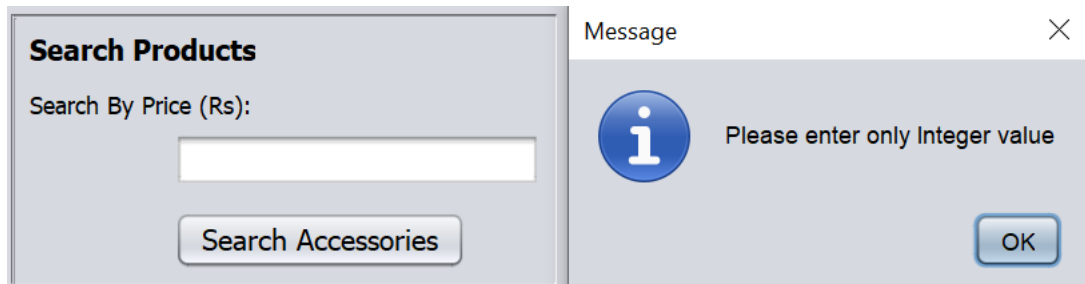 Search Products
Search By Price (Rs):
Search Accessories
Message
Please enter only Integer value
OK